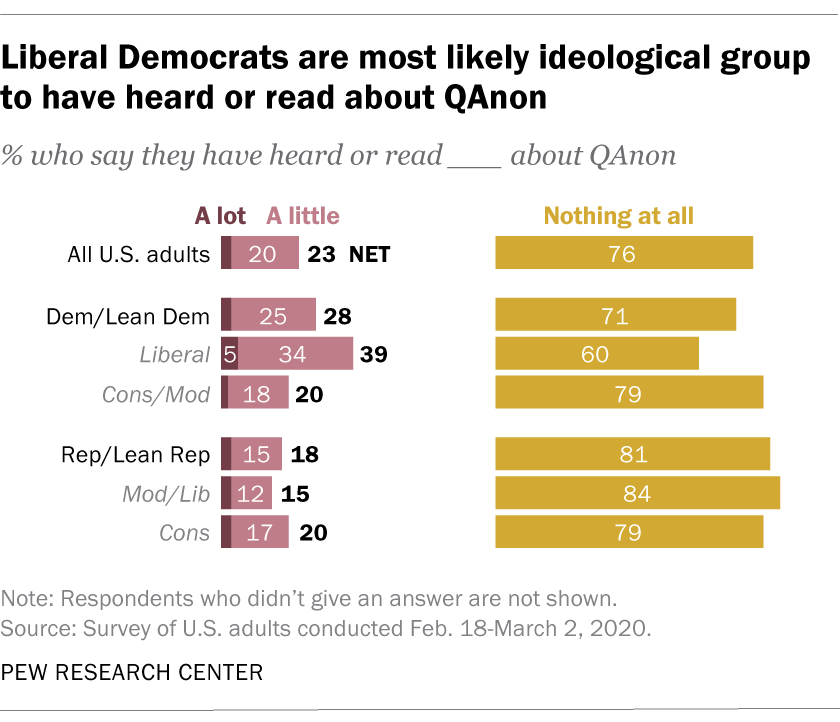 Liberal Democrats are most likely ideological group
to have heard or read about QAnon
% who say they have heard or read ___ about QAnon
A lot A little Nothing at all
All U.S. adults 20 23 NET 76
Dem/Lean Dem 25 28 71
Liberal 5 34 39 60
Cons/Mod 18 20 79
Rep/Lean Rep 15 18 81
Mod/Lib 12 15 84
Cons 17 20 79
Note: Respondents who didn’t give an answer are not shown.
Source: Survey of U.S. adults conducted Feb. 18-March 2, 2020.
PEW RESEARCH CENTER